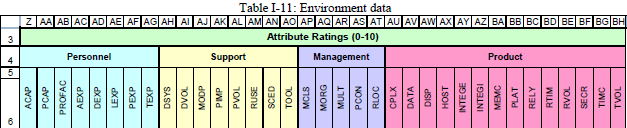 Table I-11: Environment data
Z AA AB AC AD AE AF AG AH AI AJ AK AL AM AN AO AP AQ AR AS AT AU AV AW AX AY AZ BA BB BC BD BE BF BG BH
3 Attribute Ratings (0-10)
4 Personnel Support Management Product
5
6 ACAP PCAP PROFAC AEXP DEXP LEXP PEXP TEXP DSYS DVOL MODP PIMP PVOL RUSE SCED TOOL MCLS MORG MULT PCON RLOC CPLX DATA DISP HOST INTEGE INTEGI MEMC PLAT RELY RTIM RVOL SECR TIMC TVOL